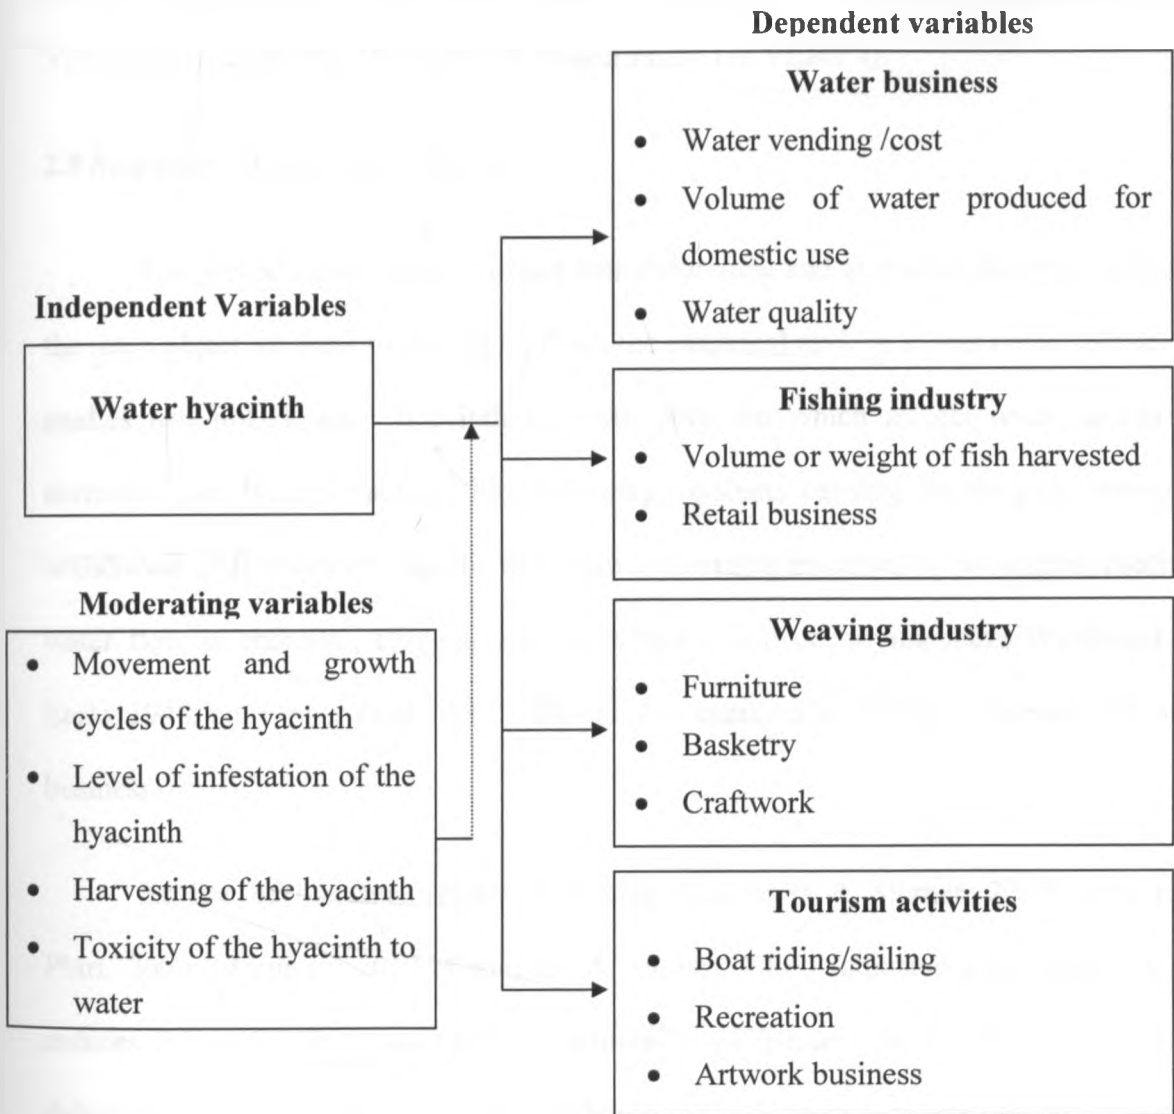 Dependent variables
Water business
• Water vending /cost
• Volume of water produced for
domestic use
• Water quality
Independent Variables
Water hyacinth
Fishing industry
• Volume or weight of fish harvested
• Retail business
Moderating variables
• Movement and growth
cycles of the hyacinth
• Level of infestation of the
hyacinth
• Harvesting of the hyacinth
• Toxicity of the hyacinth to
water
Weaving industry
• Furniture
• Basketry
• Craftwork
Tourism activities
• Boat riding/sailing
• Recreation
• Artwork business